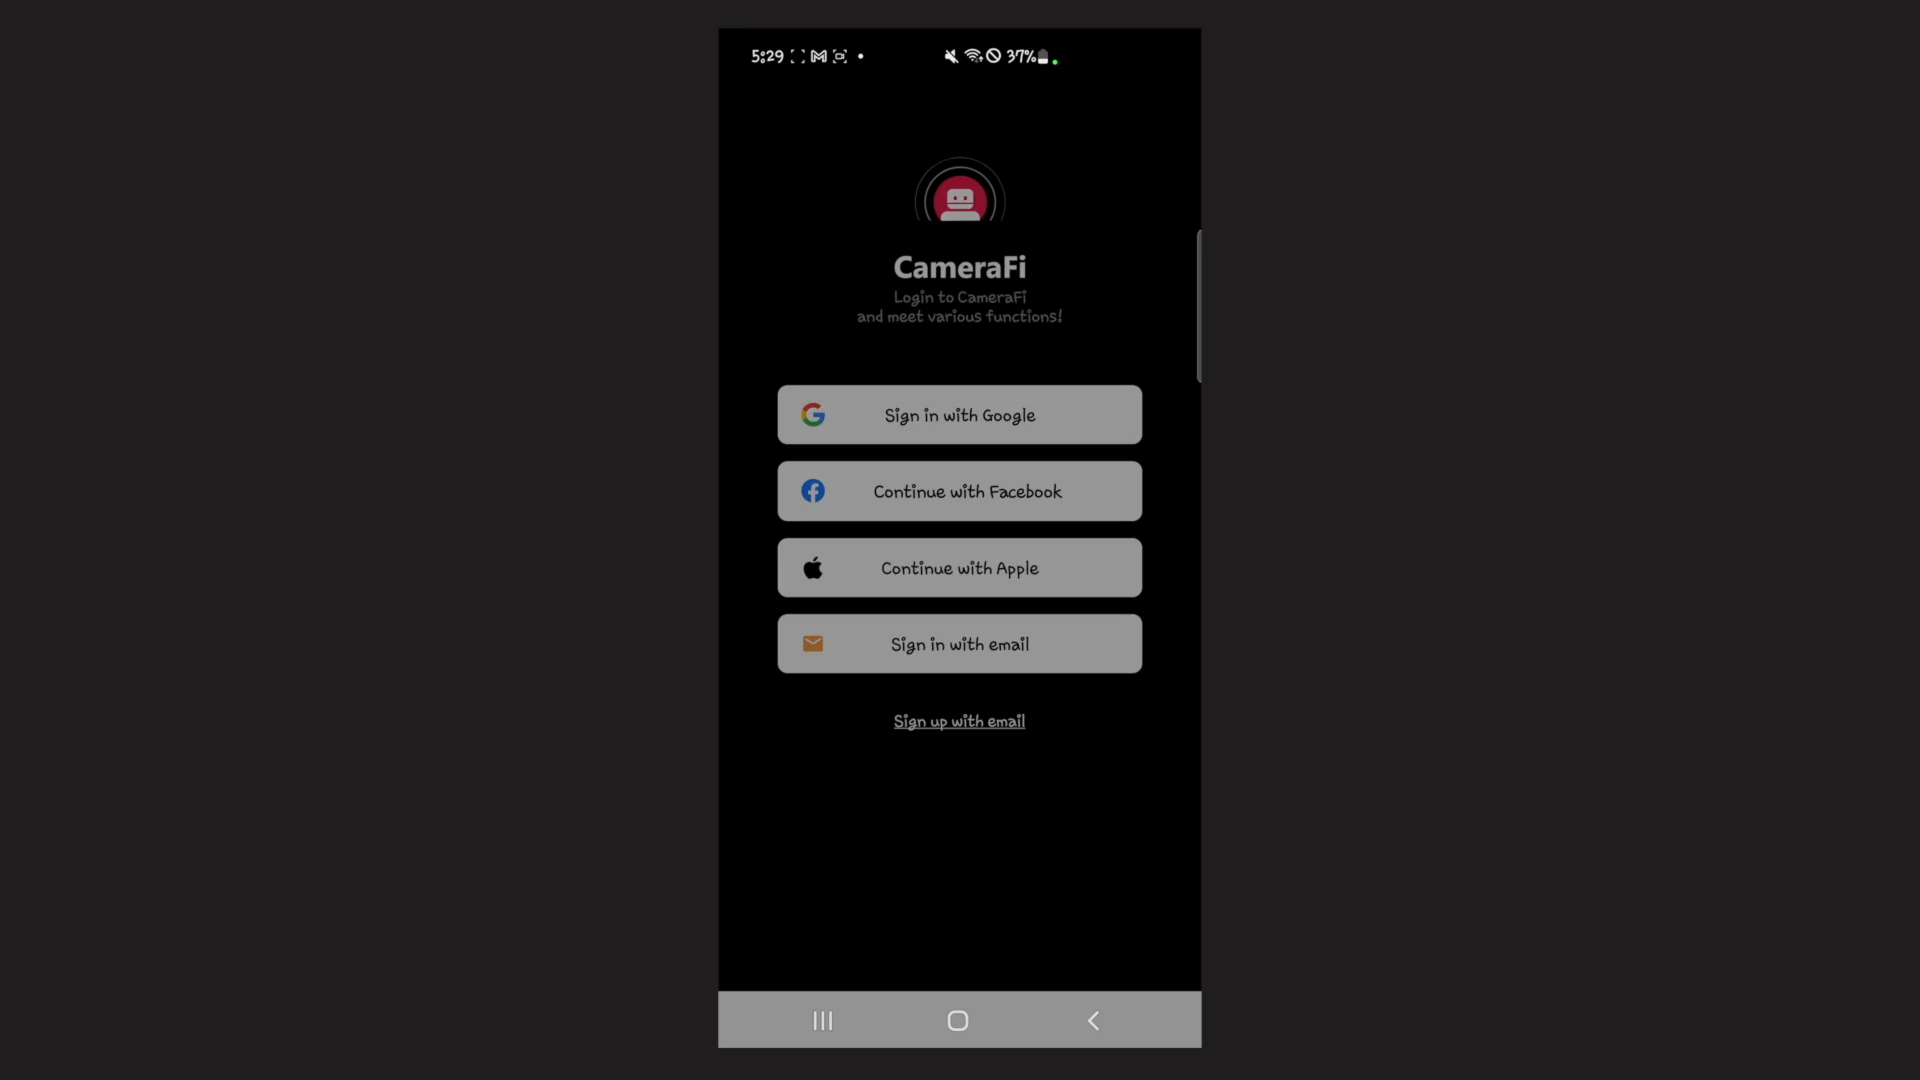 5:29
37%
CameraFi
Login to CameraFi
and meet various functions!
Sign in with Google
Continue with Facebook
Continue with Apple
Sign in with email
Sign up with email